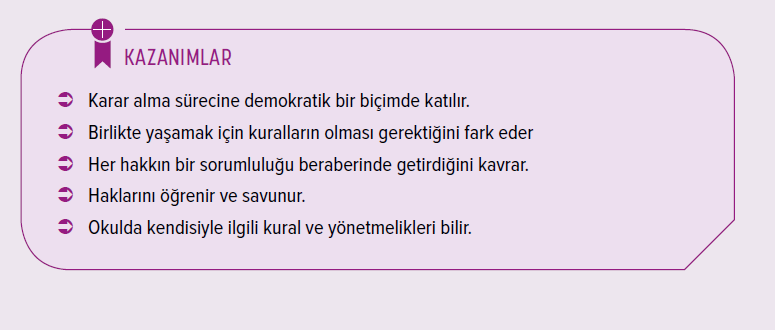 KAZANIMLAR
Karar alma sürecine demokratik bir biçimde katılır.
Birlikte yaşamak için kuralların olması gerektiğini fark eder
Her hakkın bir sorumluluğu beraberinde getirdiğini kavrar.
Haklarını öğrenir ve savunur.
Okulda kendisiyle ilgili kural ve yönetmelikleri bilir.